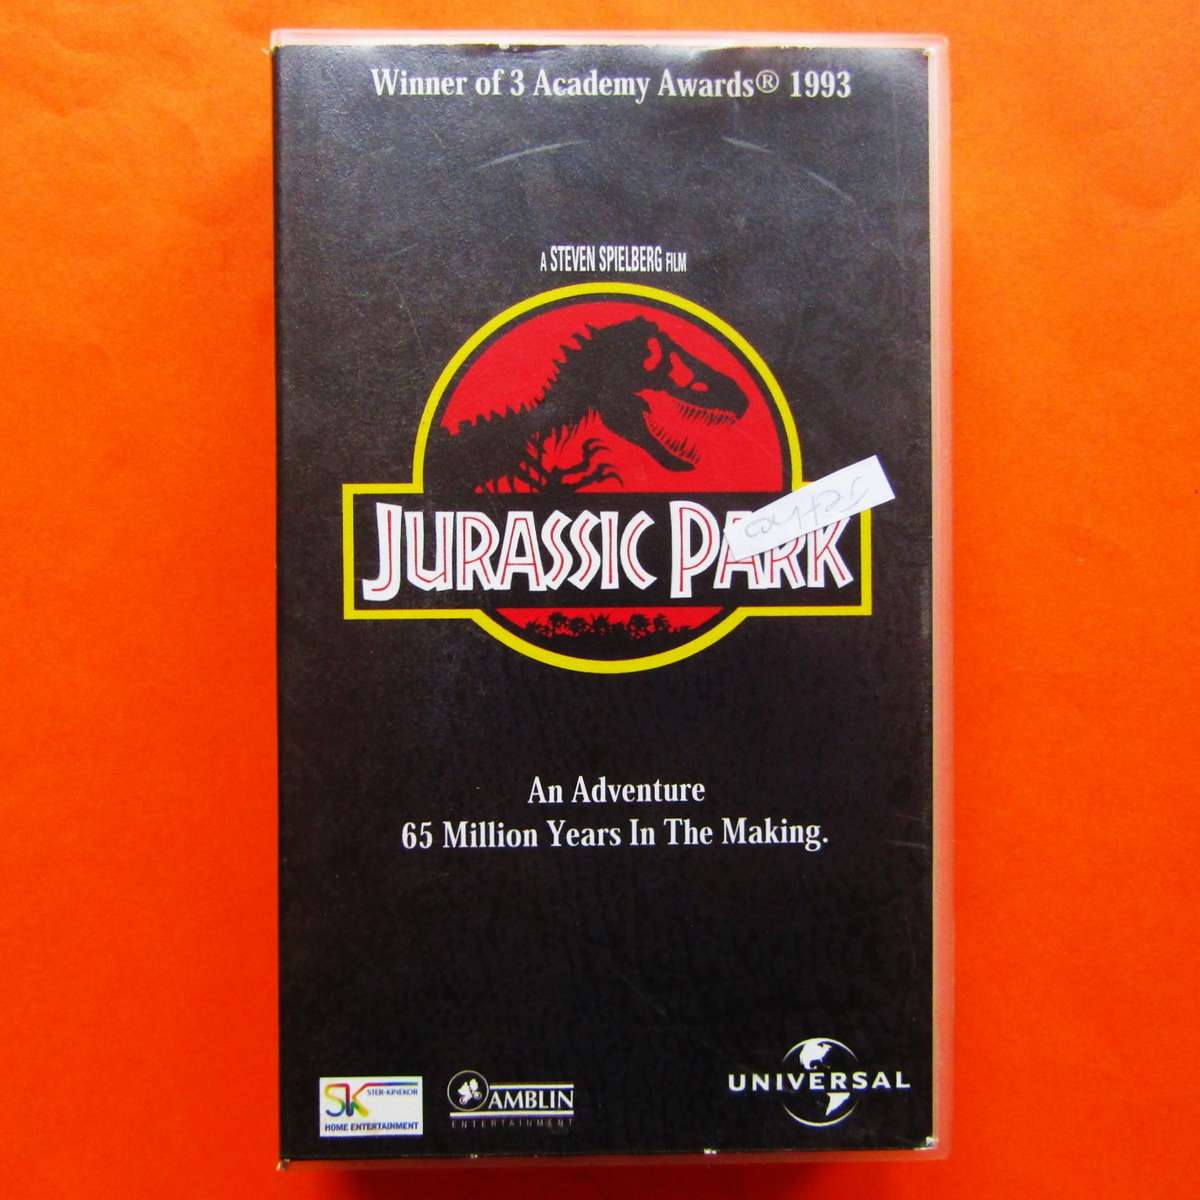 Winner of 3 Academy Awards® 1993
A STEVEN SPIELBERG FILM
JURASSIC PARK
An Adventure
65 Million Years In The Making.
SK
STER-KINEKOR
HOME ENTERTAINMENT
AMBLIN
ENTERTAINMENT
UNIVERSAL